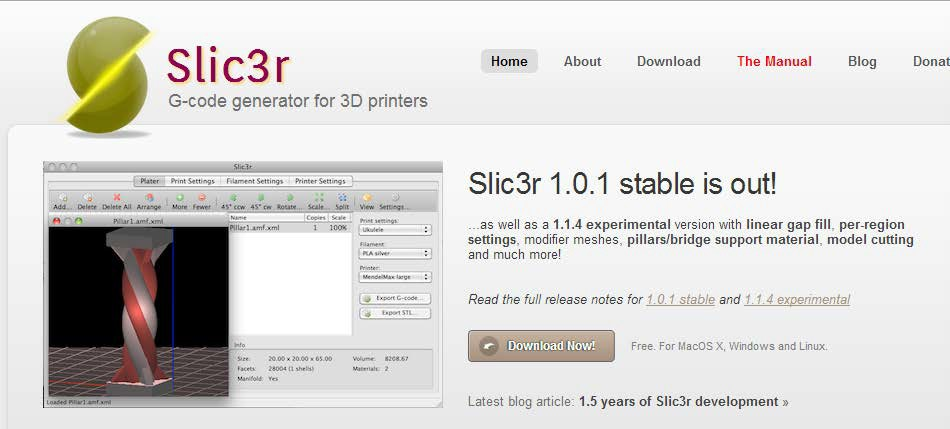 Slic3r
G-code generator for 3D printers
Home About Download The Manual Blog Donat
Slic3r
Plater Print Settings Filament Settings Printer Settings
Add... Delete Delete All Arrange More Fewer 45° ccw 45° cw Rotate... Scale... Split View Settings...
Pillar1.amf.xml
Name Copies Scale
Pillar1.amf.xml 1 100%
Print settings:
Ukulele
Filament:
PLA silver
Printer:
MendelMax large
Export G-code...
Export STL...
Info
Size: 20.00 x 20.00 x 65.00 Volume: 8208.67
Facets: 28004 (1 shells) Materials: 2
Manifold: Yes
Loaded Pillar1.amf.xml
Slic3r 1.0.1 stable is out!
...as well as a 1.1.4 experimental version with linear gap fill, per-region
settings, modifier meshes, pillars/bridge support material, model cutting
and much more!
Read the full release notes for 1.0.1 stable and 1.1.4 experimental
Download Now! Free. For MacOS X, Windows and Linux.
Latest blog article: 1.5 years of Slic3r development »